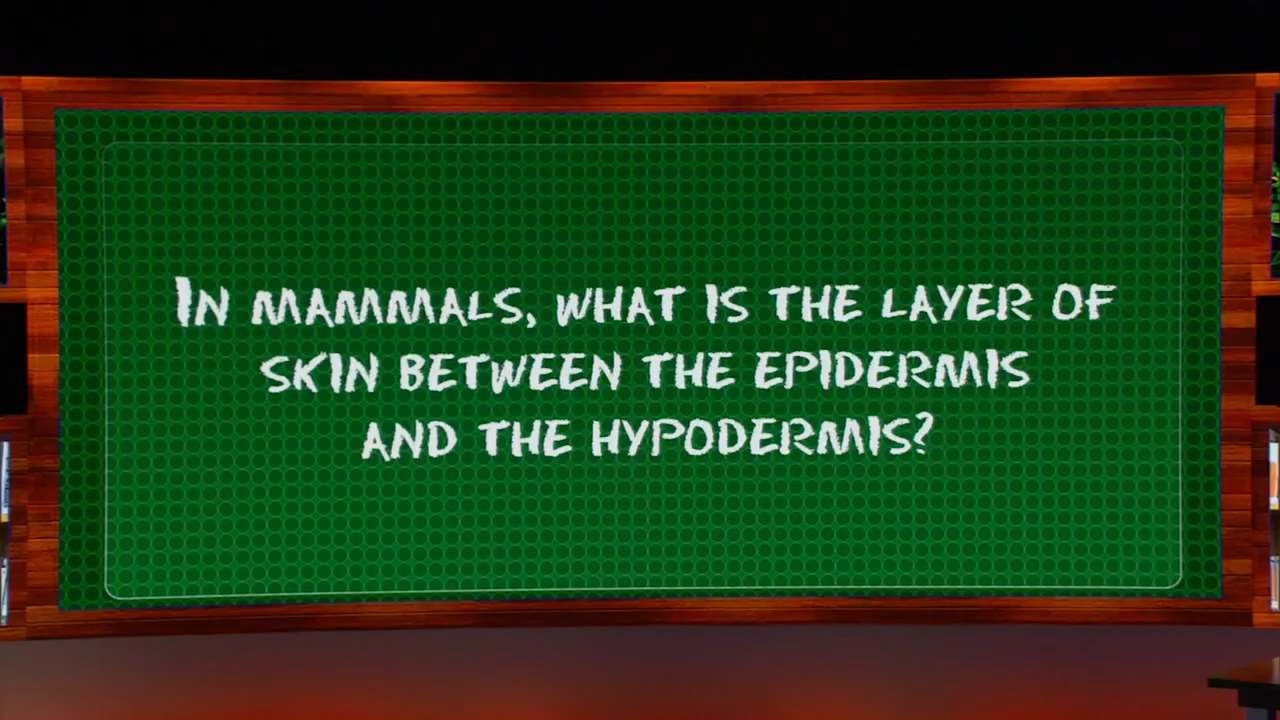 In mammals, what is the layer of
skin between the epidermis
and the hypodermis?